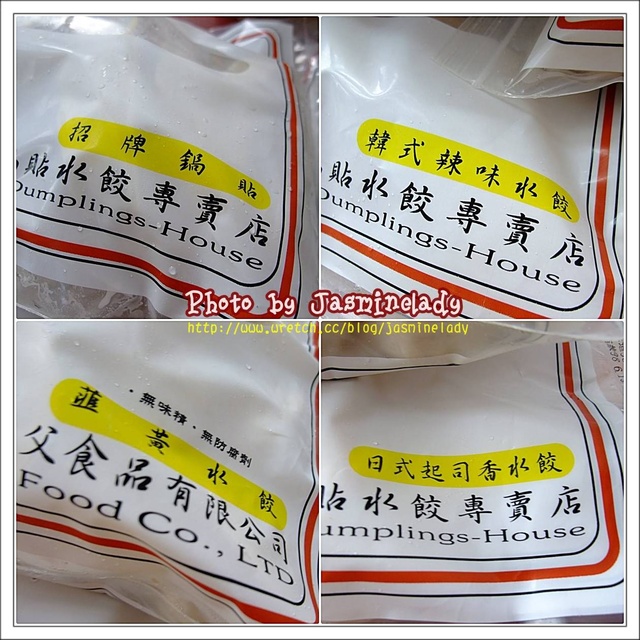 招牌鍋貼
貼水餃專賣店
Dumplings-House
韓式辣味水餃
貼水餃專賣店
Dumplings-House
Photo by Jasminelady
http://www.wretch.cc/blog/jasminelady
·無味精·無防腐劑
韮黃水餃
父食品有限公司
Food Co., LTD
日式起司香水餃
貼水餃專賣店
umplings-House